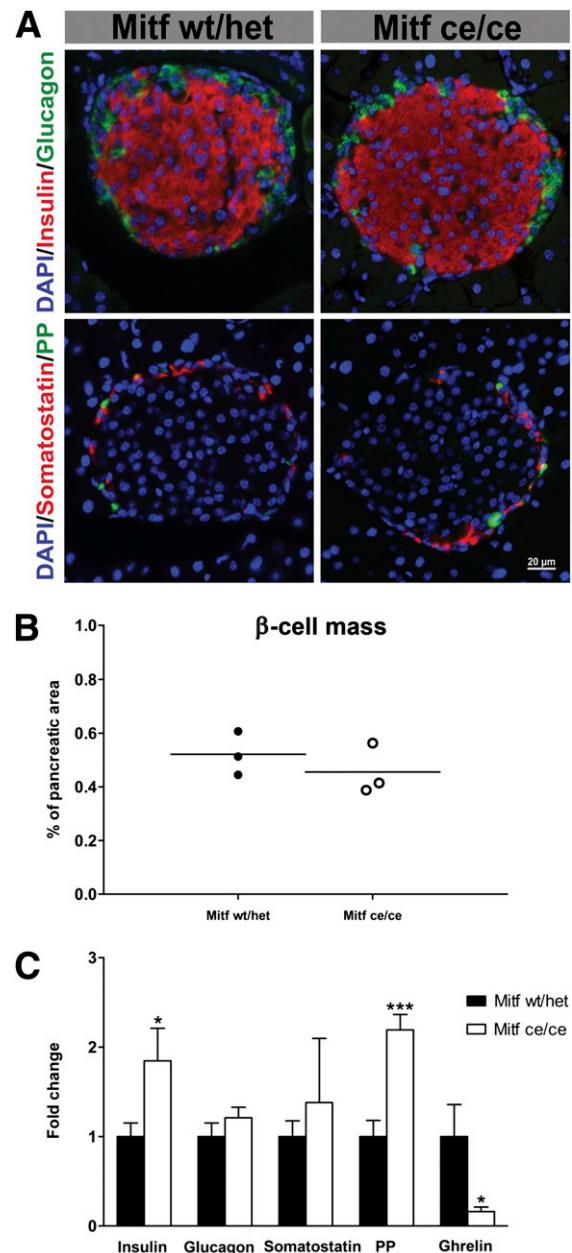 A
Mitf wt/het
Mitf ce/ce
DAPI/Insulin/Glucagon
DAPI/Somatostatin/PP
20 µm
B
β-cell mass
% of pancreatic area
1.0
0.8
0.6
0.4
0.2
0.0
Mitf wt/het
Mitf ce/ce
C
Fold change
3
2
1
0
*
***
*
Mitf wt/het
Mitf ce/ce
Insulin
Glucagon
Somatostatin
PP
Ghrelin